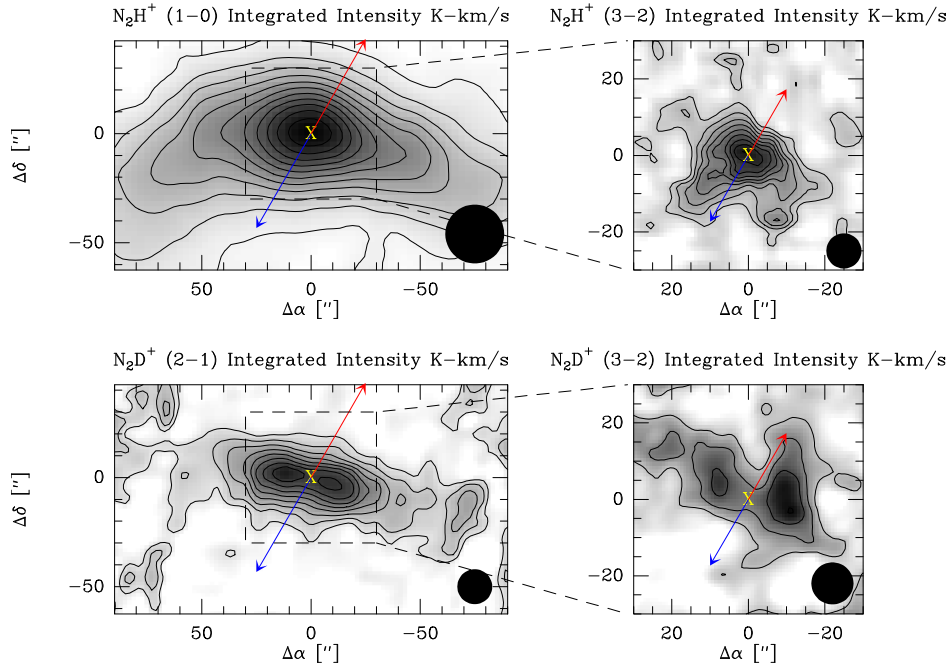 N₂H⁺ (1−0) Integrated Intensity K−km/s
N₂H⁺ (3−2) Integrated Intensity K−km/s
Δδ [″]
0
−50
X
50 0 −50
Δα [″]
20
0
−20
X
20 0 −20
Δα [″]
N₂D⁺ (2−1) Integrated Intensity K−km/s
N₂D⁺ (3−2) Integrated Intensity K−km/s
Δδ [″]
0
−50
X
50 0 −50
Δα [″]
20
0
−20
X
20 0 −20
Δα [″]